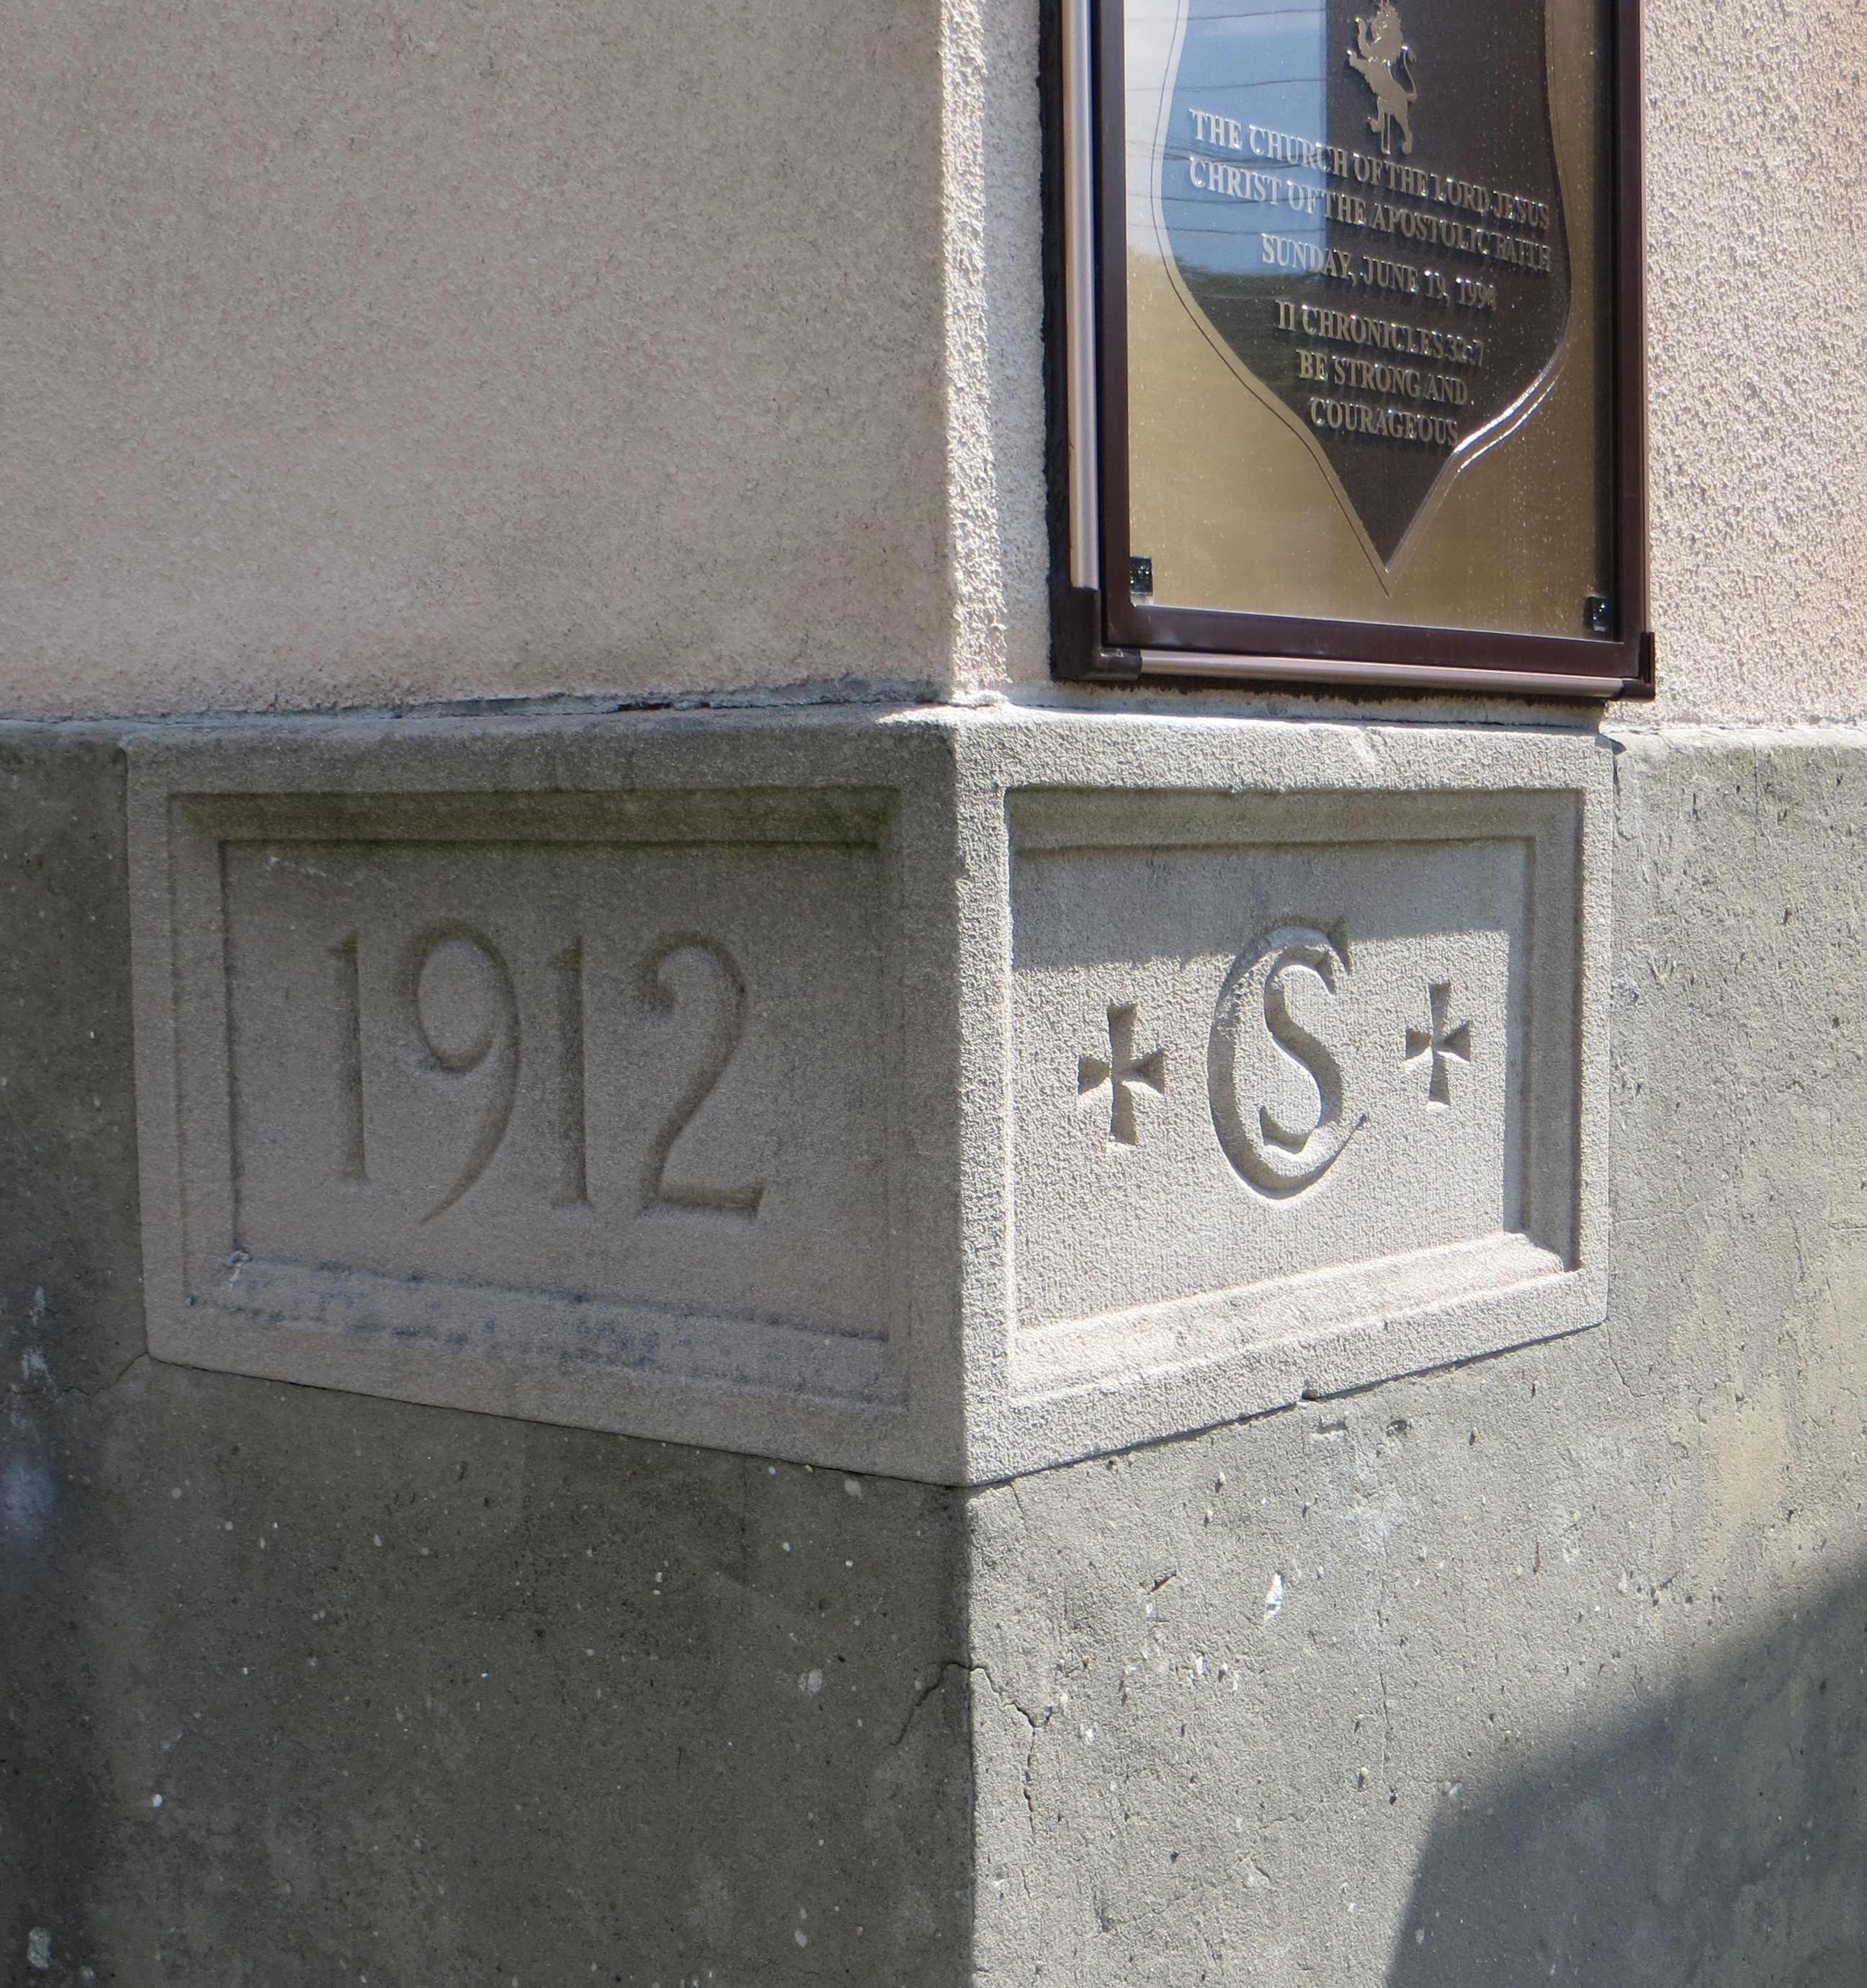 THE CHURCH OF THE LORD JESUS
CHRIST OF THE APOSTOLIC FAITH
SUNDAY, JUNE 19, 1994
II CHRONICLES 32:7
BE STRONG AND
COURAGEOUS
1912
CS